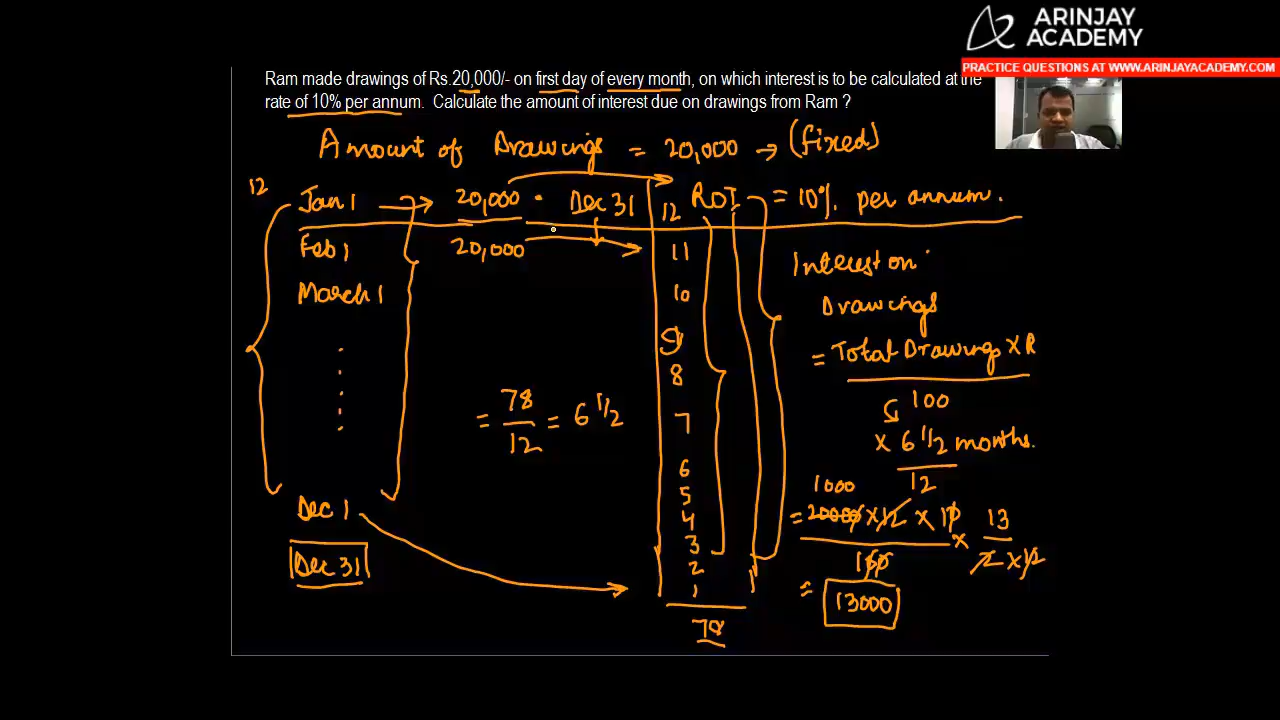 ARINJAY
ACADEMY
PRACTICE QUESTIONS AT WWW.ARINJAYACADEMY.COM
Ram made drawings of Rs.20,000/- on first day of every month, on which interest is to be calculated at the
rate of 10% per annum. Calculate the amount of interest due on drawings from Ram ?
Amount of Drawings = 20,000 → (fixed)
12
Jan 1 → 20,000 Dec 31 12 ROI = 10% per annum.
Feb 1 20,000 11
March 1 10
9
8
7
6
5
4
3
2
1
78
Dec 1
Dec 31
= 78/12 = 6 1/2
Interest on
Drawings
= Total Drawings x R
100
x 6 1/2 months.
12
1000
= 20000 x 12 x 10 x 13
100 2 x 12
= 13000